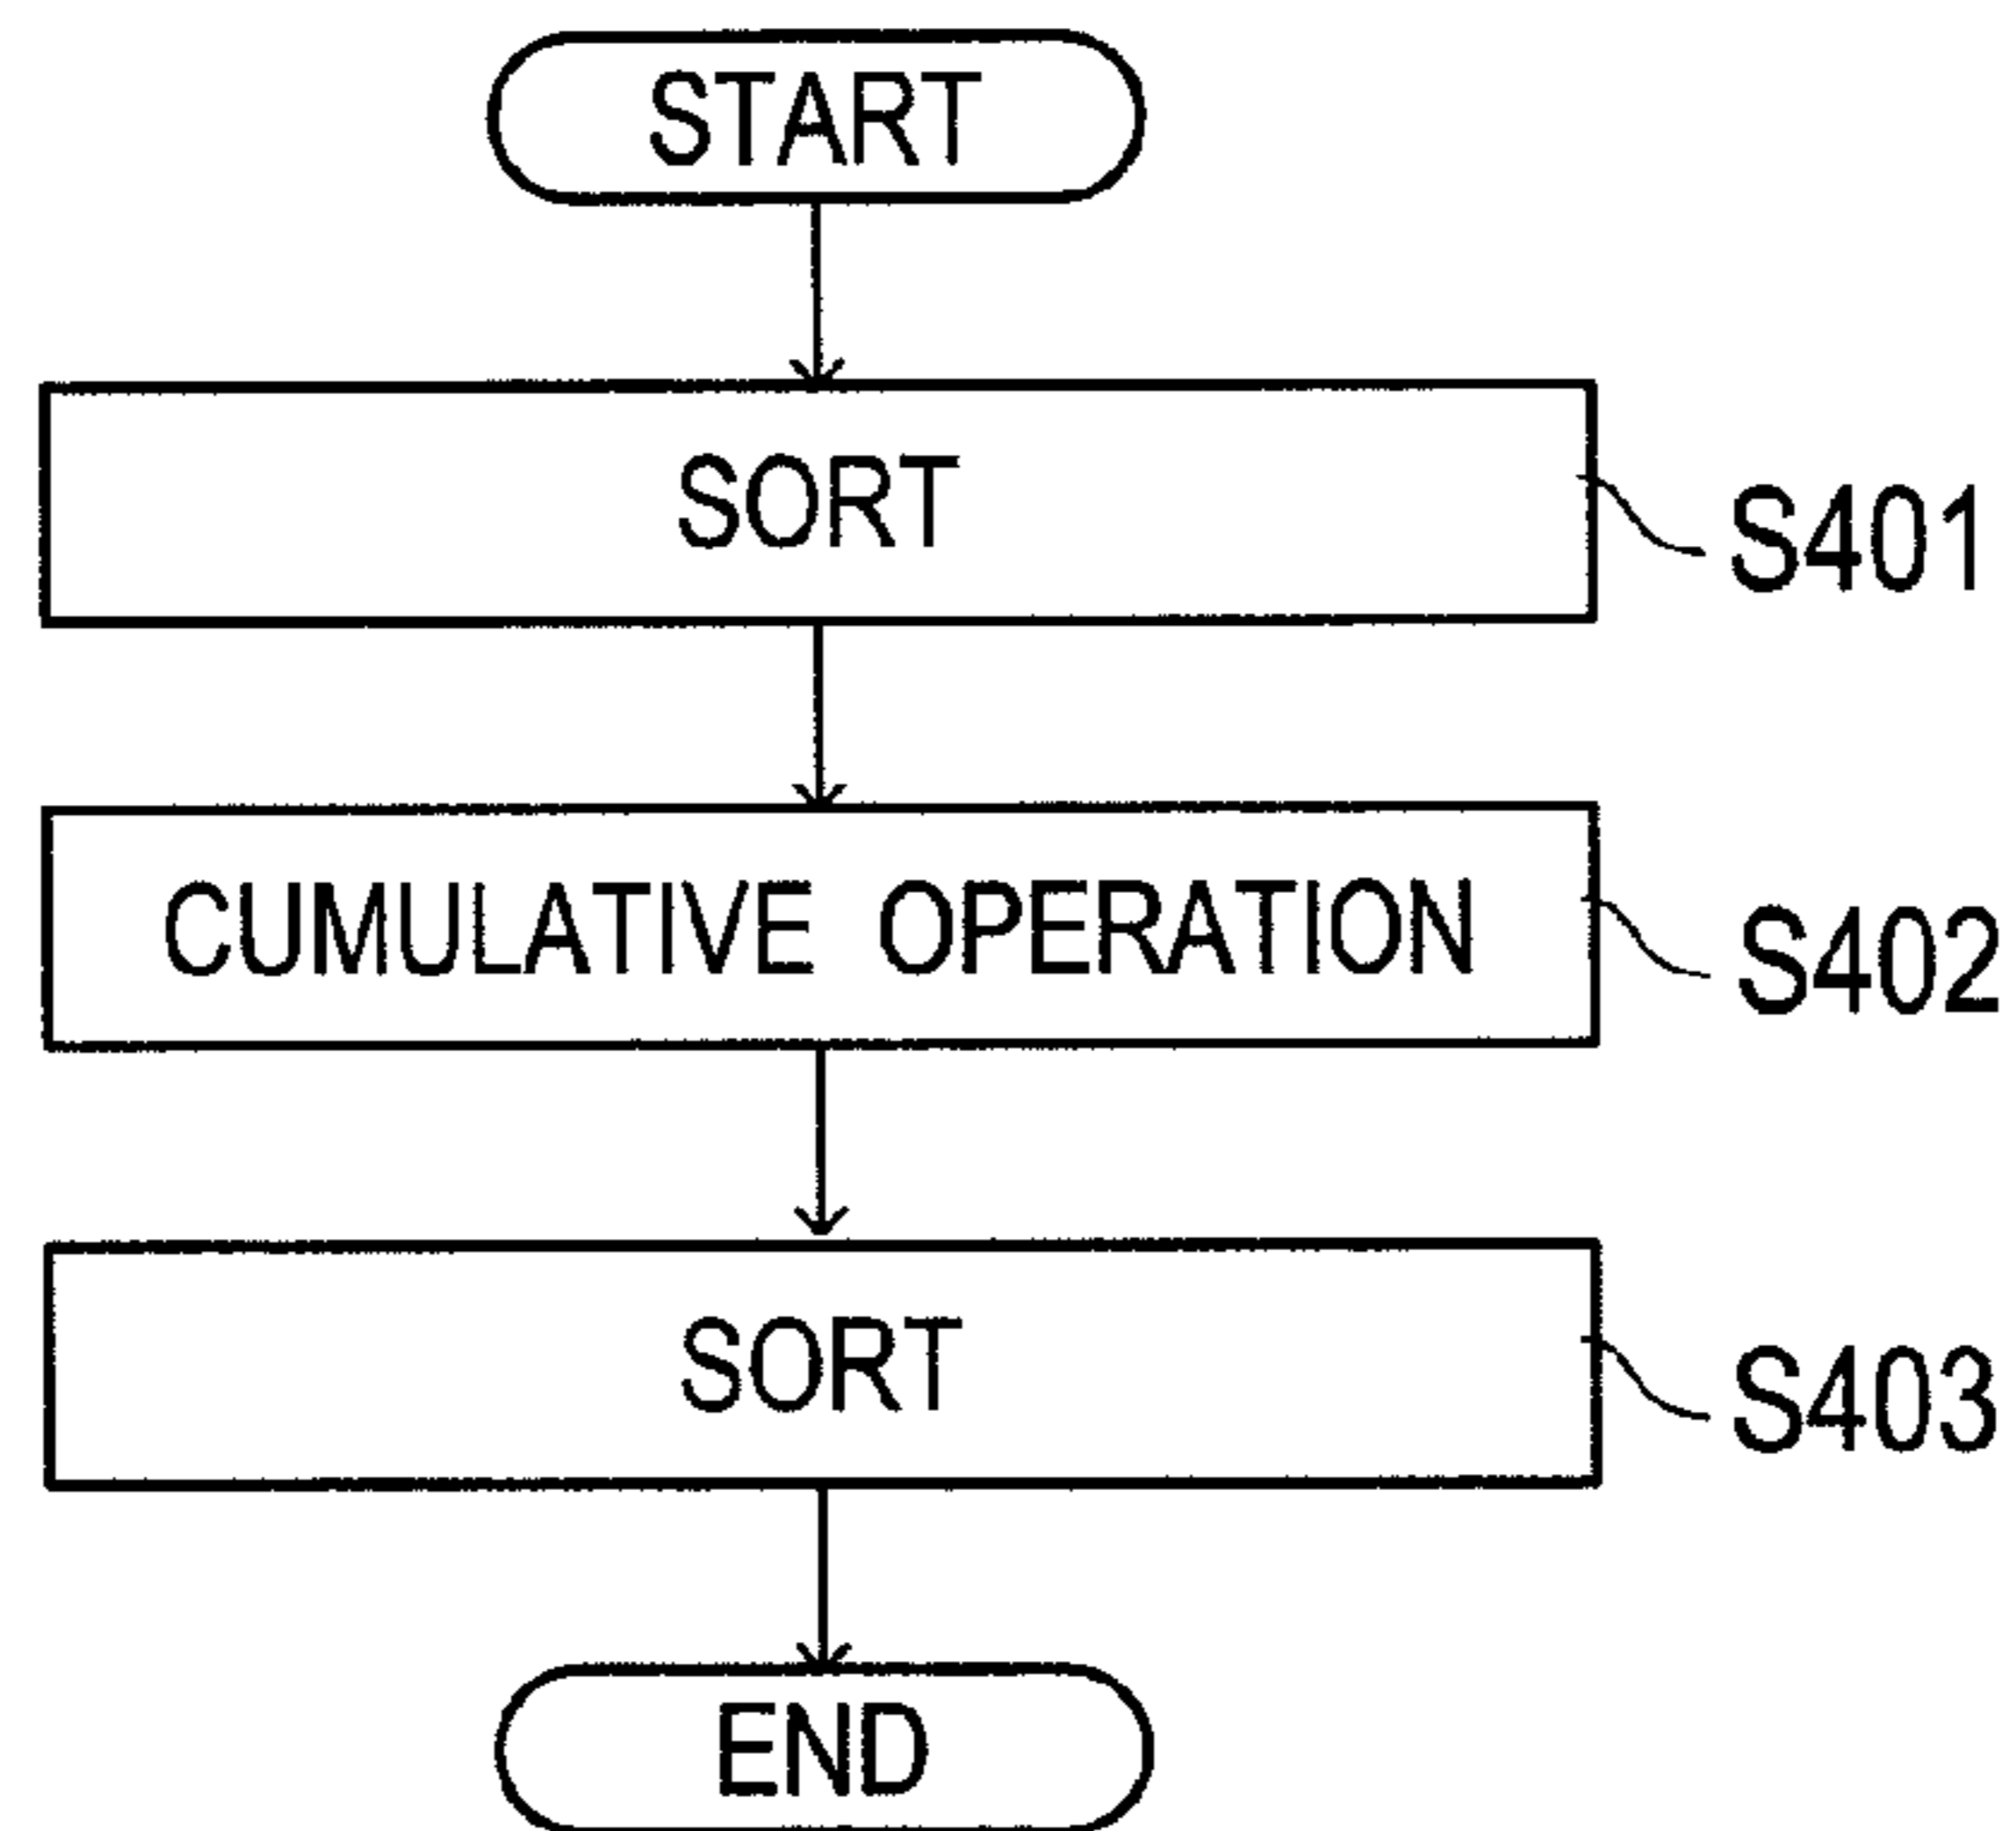 START
SORT
S401
CUMULATIVE OPERATION
S402
SORT
S403
END